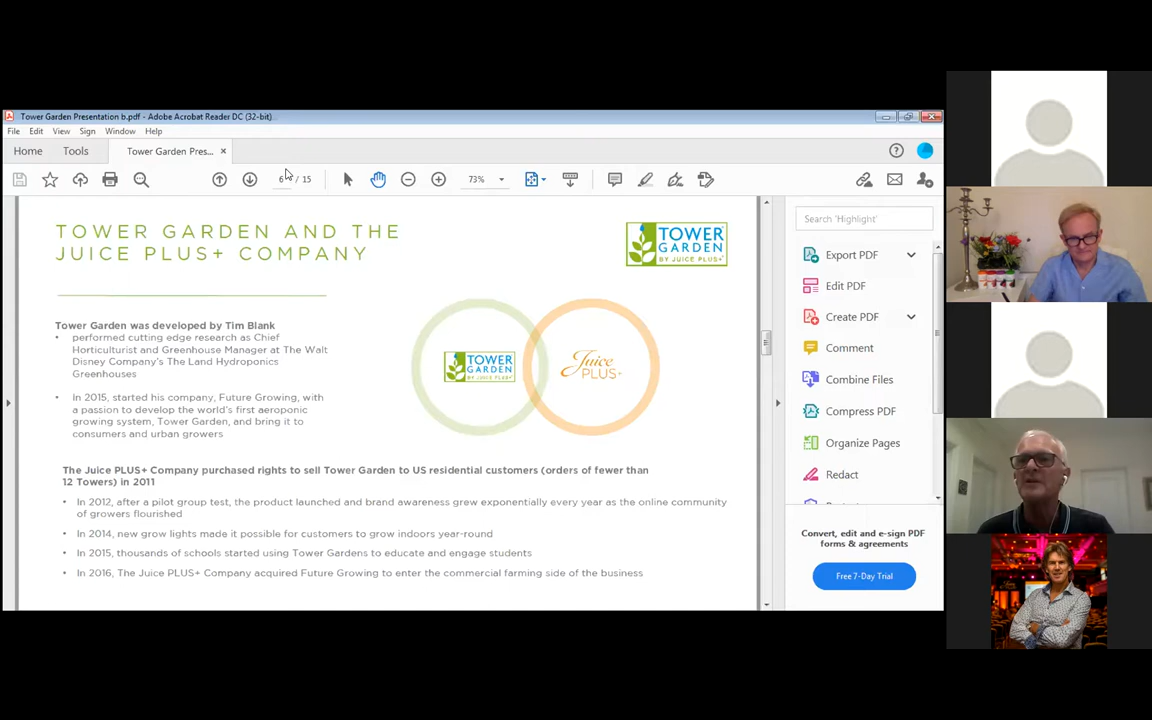 Tower Garden Presentation b.pdf - Adobe Acrobat Reader DC (32-bit)
File Edit View Sign Window Help
Home Tools Tower Garden Pres... ×
6 / 15 73%
TOWER GARDEN AND THE
JUICE PLUS+ COMPANY
TOWER
GARDEN
BY JUICE PLUS+
Tower Garden was developed by Tim Blank
• performed cutting edge research as Chief
Horticulturist and Greenhouse Manager at The Walt
Disney Company's The Land Hydroponics
Greenhouses
• In 2015, started his company, Future Growing, with
a passion to develop the world's first aeroponic
growing system, Tower Garden, and bring it to
consumers and urban growers
TOWER
GARDEN
BY JUICE PLUS+
Juice
PLUS+
The Juice PLUS+ Company purchased rights to sell Tower Garden to US residential customers (orders of fewer than
12 Towers) in 2011
• In 2012, after a pilot group test, the product launched and brand awareness grew exponentially every year as the online community
of growers flourished
• In 2014, new grow lights made it possible for customers to grow indoors year-round
• In 2015, thousands of schools started using Tower Gardens to educate and engage students
• In 2016, The Juice PLUS+ Company acquired Future Growing to enter the commercial farming side of the business
Search 'Highlight'
Export PDF
Edit PDF
Create PDF
Comment
Combine Files
Compress PDF
Organize Pages
Redact
Convert, edit and e-sign PDF
forms & agreements
Free 7-Day Trial